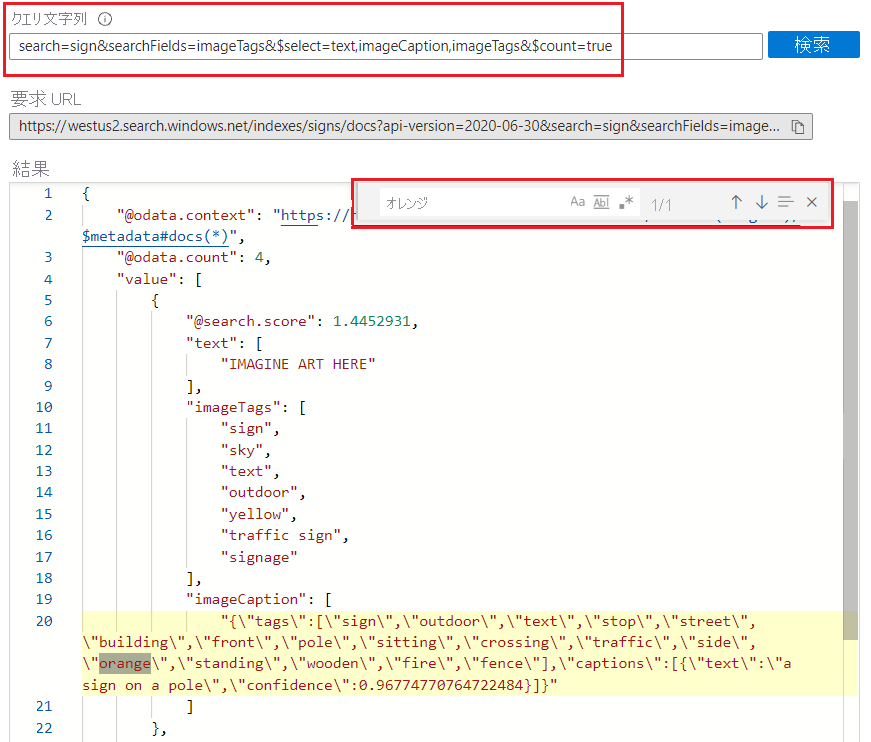 クエリ文字列
search=sign&searchFields=imageTags&$select=text,imageCaption,imageTags&$count=true
検索
要求 URL
https://westus2.search.windows.net/indexes/signs/docs?api-version=2020-06-30&search=sign&searchFields=image...
結果
オレンジ Aa Abl .* 1/1
1 {
2 "@odata.context": "https://
$metadata#docs(*)",
3 "@odata.count": 4,
4 "value": [
5 {
6 "@search.score": 1.4452931,
7 "text": [
8 "IMAGINE ART HERE"
9 ],
10 "imageTags": [
11 "sign",
12 "sky",
13 "text",
14 "outdoor",
15 "yellow",
16 "traffic sign",
17 "signage"
18 ],
19 "imageCaption": [
20 "{\"tags\":[\"sign\",\"outdoor\",\"text\",\"stop\",\"street\",
\"building\",\"front\",\"pole\",\"sitting\",\"crossing\",\"traffic\",\"side\",
\"orange\",\"standing\",\"wooden\",\"fire\",\"fence\"],\"captions\":[{\"text\":\"a
sign on a pole\",\"confidence\":0.96774770764722484}]}"
21 ]
22 },